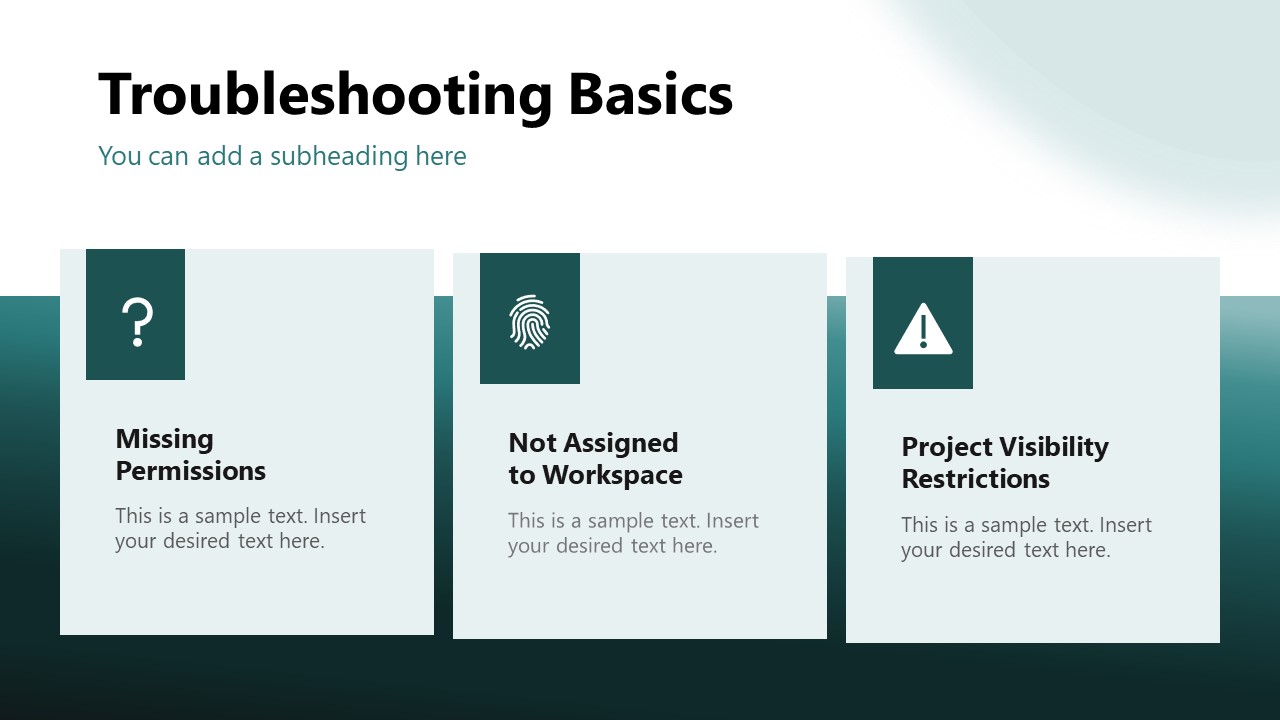 Troubleshooting Basics
You can add a subheading here
Missing
Permissions
This is a sample text. Insert
your desired text here.
Not Assigned
to Workspace
This is a sample text. Insert
your desired text here.
Project Visibility
Restrictions
This is a sample text. Insert
your desired text here.